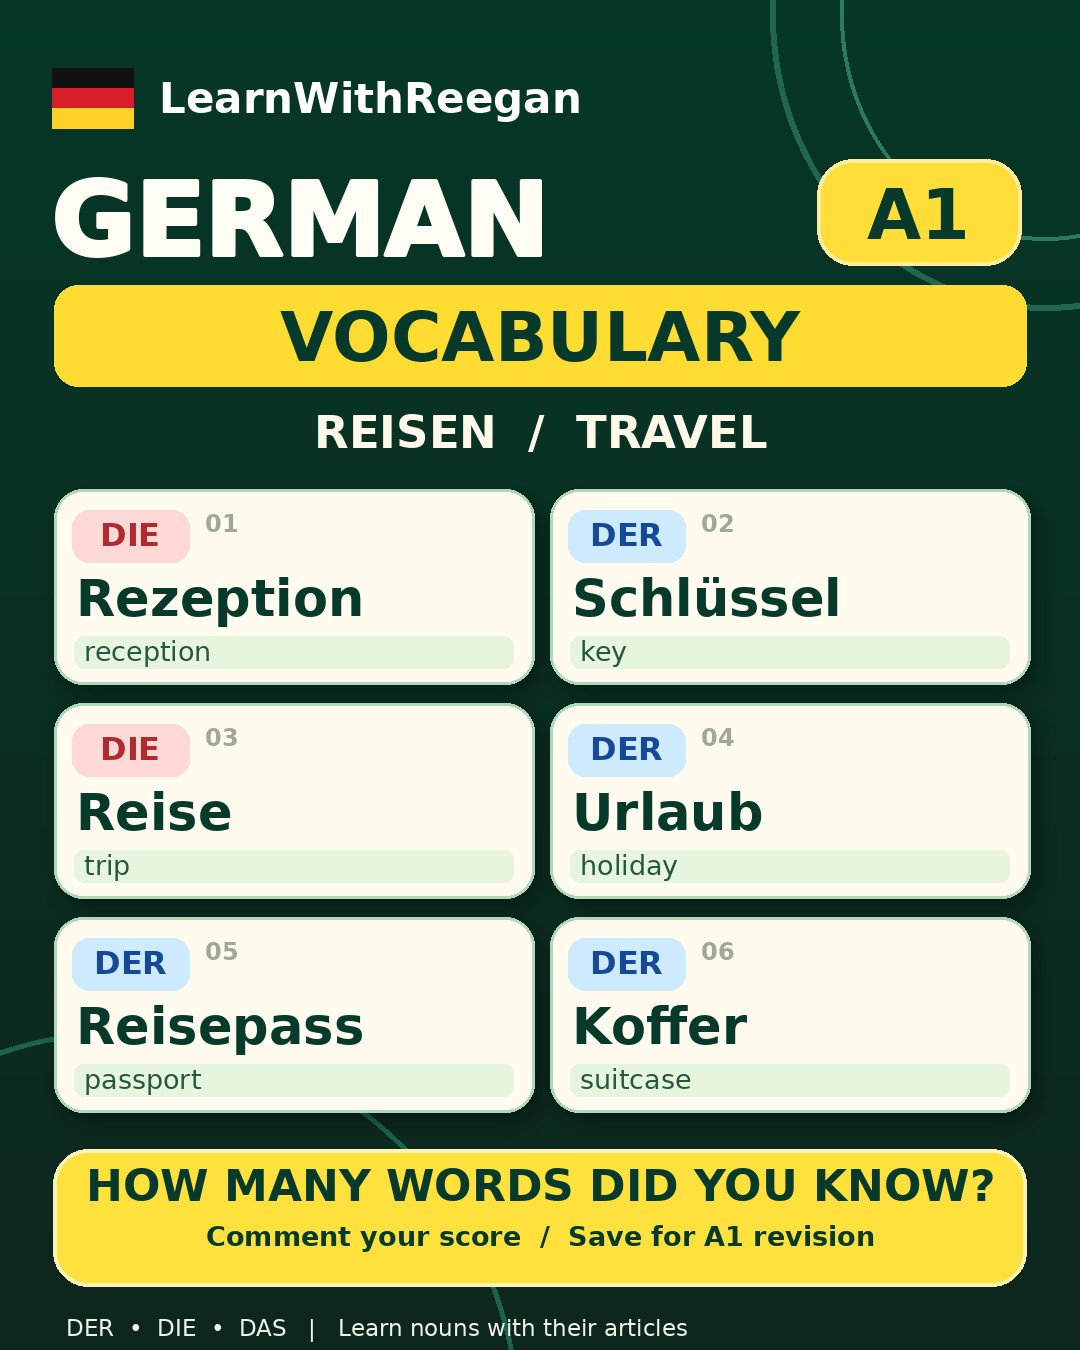 LearnWithReegan
GERMAN
A1
VOCABULARY
REISEN / TRAVEL
DIE 01
Rezeption
reception
DER 02
Schlüssel
key
DIE 03
Reise
trip
DER 04
Urlaub
holiday
DER 05
Reisepass
passport
DER 06
Koffer
suitcase
HOW MANY WORDS DID YOU KNOW?
Comment your score / Save for A1 revision
DER • DIE • DAS | Learn nouns with their articles